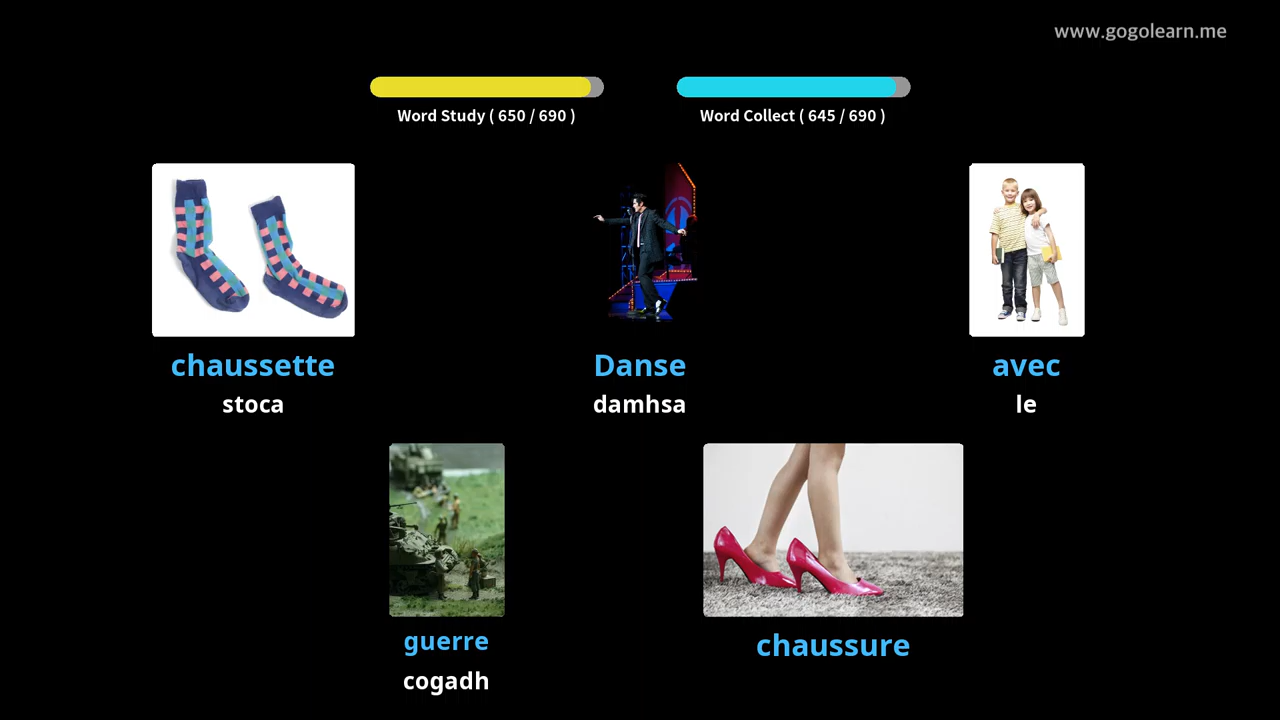 www.gogolearn.me
Word Study ( 650 / 690 )
Word Collect ( 645 / 690 )
chaussette
stoca
Danse
damhsa
avec
le
guerre
cogadh
chaussure